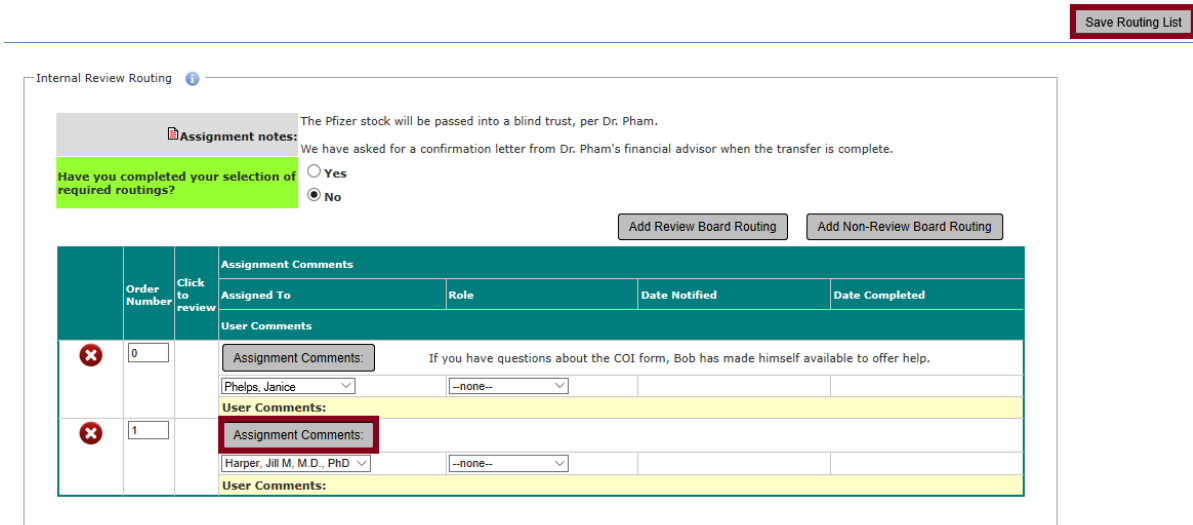 Save Routing List
Internal Review Routing
Assignment notes:
The Pfizer stock will be passed into a blind trust, per Dr. Pham.
We have asked for a confirmation letter from Dr. Pham's financial advisor when the transfer is complete.
Have you completed your selection of
required routings?
Yes
No
Add Review Board Routing Add Non-Review Board Routing
Order
Number
Click
to
review
Assignment Comments
Assigned To Role Date Notified Date Completed
User Comments
0
Assignment Comments: If you have questions about the COI form, Bob has made himself available to offer help.
Phelps, Janice --none--
User Comments:
1
Assignment Comments:
Harper, Jill M, M.D., PhD --none--
User Comments: